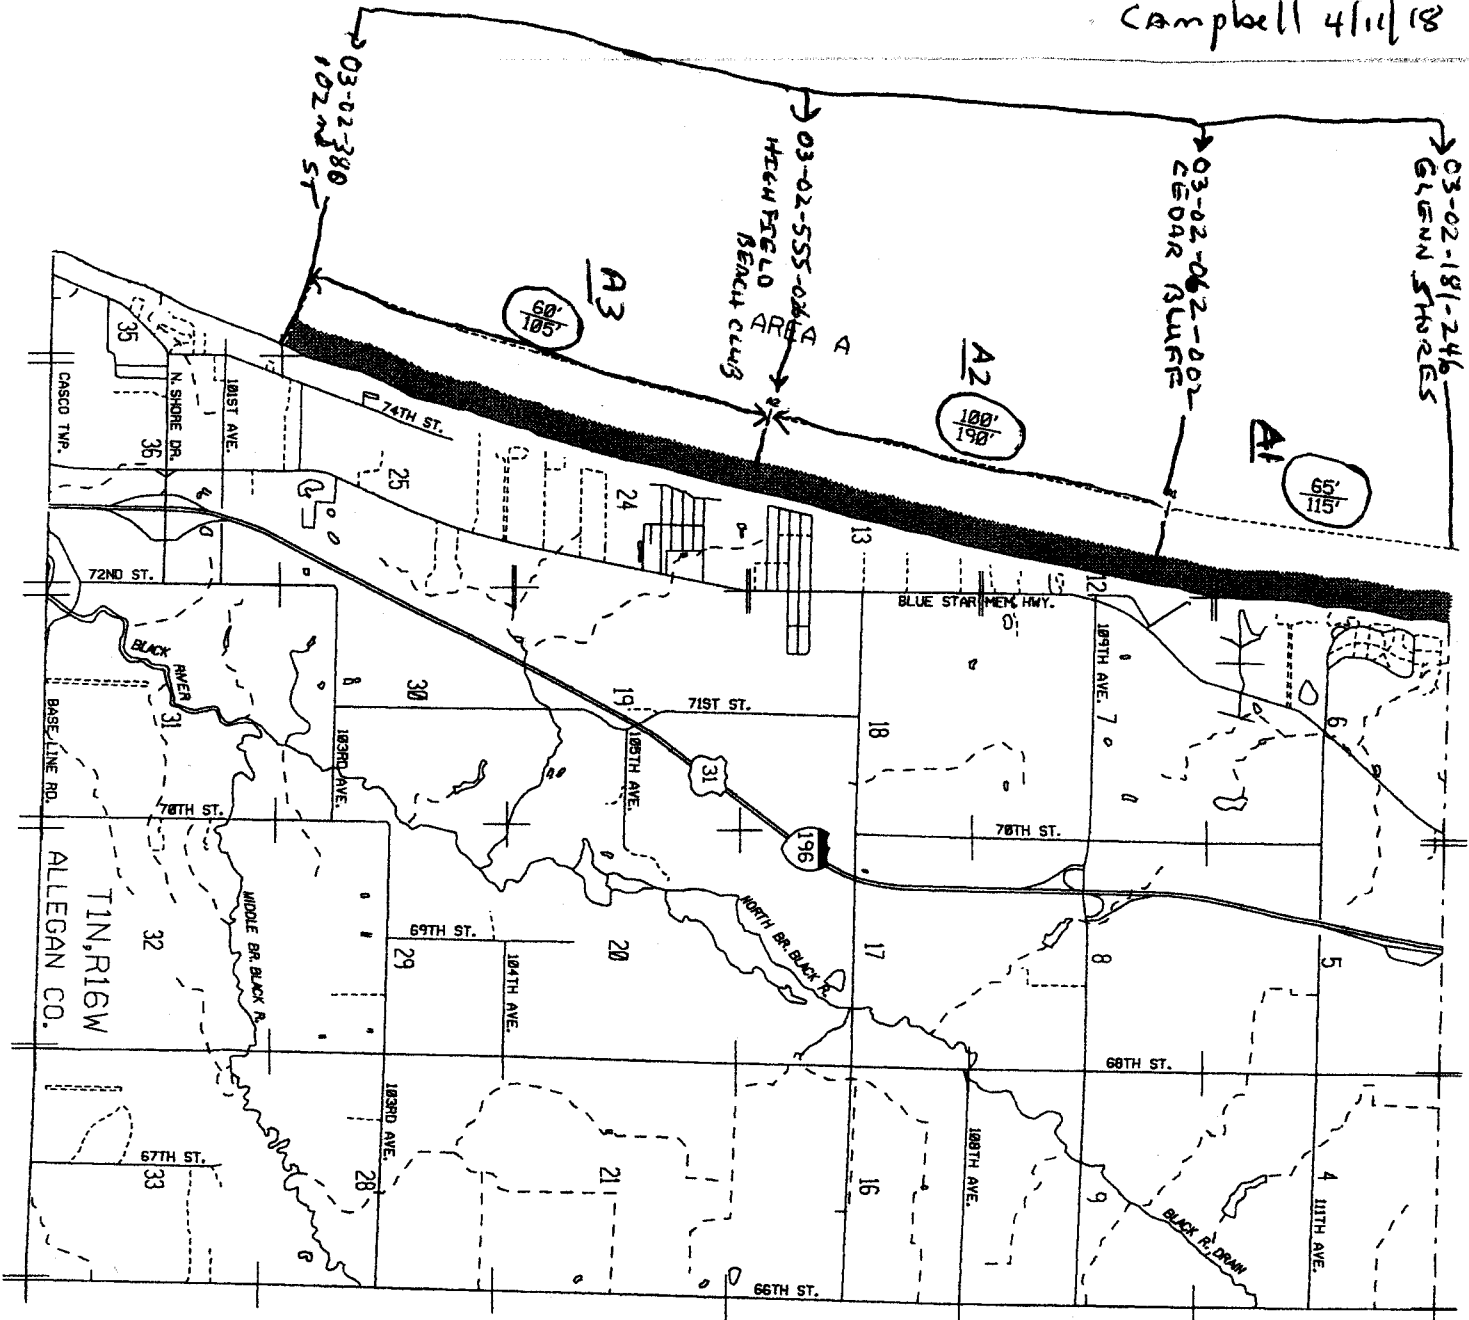 Campbell 4/11/18
03-02-181-246
GLENN SHORES
03-02-062-002
CEDAR BLUFF
03-02-555-026
HIGHFIELD
BEACH CLUB
03-02-380
102nd ST
A3
60'
105'
AREA A
A2
100'
190'
A1
65'
115'
35
CASCO TWP.
N. SHORE DR.
101ST AVE.
36
74TH ST.
25
24
13
12
72ND ST.
BLUE STAR MEM. HWY.
109TH AVE.
BLACK
RIVER
31
BASE LINE RD.
30
103RD AVE.
19
71ST ST.
105TH AVE.
18
7
6
31
196
70TH ST.
70TH ST.
T1N,R16W
ALLEGAN CO.
32
MIDDLE BR. BLACK R.
29
69TH ST.
104TH AVE.
20
NORTH BR. BLACK R.
17
8
5
68TH ST.
67TH ST.
33
103RD AVE.
28
21
16
108TH AVE.
9
4
111TH AVE.
BLACK R. DRAIN
66TH ST.